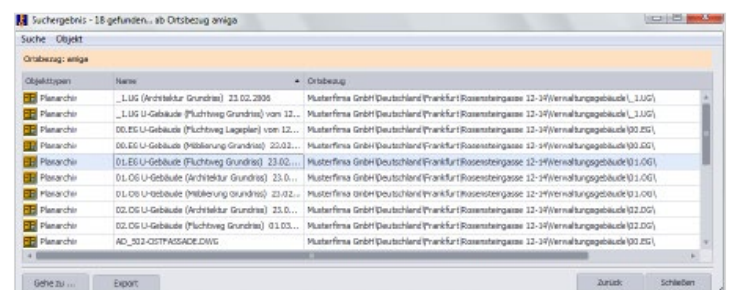 Suchergebnis - 18 gefunden... ab Ortsbezug amiga
Suche Objekt
Ortsbezug: amiga
Objekttypen Name Ortsbezug
Planarchiv _1.UG (Architektur Grundriss) 23.02.2006 Musterfirma GmbH\Deutschland\Frankfurt\Rosensteingasse 12-14\Verwaltungsgebäude\_1.UG\
Planarchiv _1.UG U-Gebäude (Fluchtweg Grundriss) vom 12... Musterfirma GmbH\Deutschland\Frankfurt\Rosensteingasse 12-14\Verwaltungsgebäude\_1.UG\
Planarchiv 00.EG U-Gebäude (Fluchtweg Lageplan) vom 12... Musterfirma GmbH\Deutschland\Frankfurt\Rosensteingasse 12-14\Verwaltungsgebäude\00.EG\
Planarchiv 00.EG U-Gebäude (Möblierung Grundriss) 23.02... Musterfirma GmbH\Deutschland\Frankfurt\Rosensteingasse 12-14\Verwaltungsgebäude\00.EG\
Planarchiv 01.EG U-Gebäude (Fluchtweg Grundriss) 23.02.... Musterfirma GmbH\Deutschland\Frankfurt\Rosensteingasse 12-14\Verwaltungsgebäude\01.OG\
Planarchiv 01.OG U-Gebäude (Architektur Grundriss) 23.0... Musterfirma GmbH\Deutschland\Frankfurt\Rosensteingasse 12-14\Verwaltungsgebäude\01.OG\
Planarchiv 01.OG U-Gebäude (Möblierung Grundriss) 23.02... Musterfirma GmbH\Deutschland\Frankfurt\Rosensteingasse 12-14\Verwaltungsgebäude\01.OG\
Planarchiv 02.OG U-Gebäude (Architektur Grundriss) 23.0... Musterfirma GmbH\Deutschland\Frankfurt\Rosensteingasse 12-14\Verwaltungsgebäude\02.OG\
Planarchiv 02.OG U-Gebäude (Fluchtweg Grundriss) 01.03... Musterfirma GmbH\Deutschland\Frankfurt\Rosensteingasse 12-14\Verwaltungsgebäude\02.OG\
Planarchiv AD_502-OSTFASSADE.DWG Musterfirma GmbH\Deutschland\Frankfurt\Rosensteingasse 12-14\Verwaltungsgebäude\00.EG\
Gehe zu ... Export Zurück Schließen